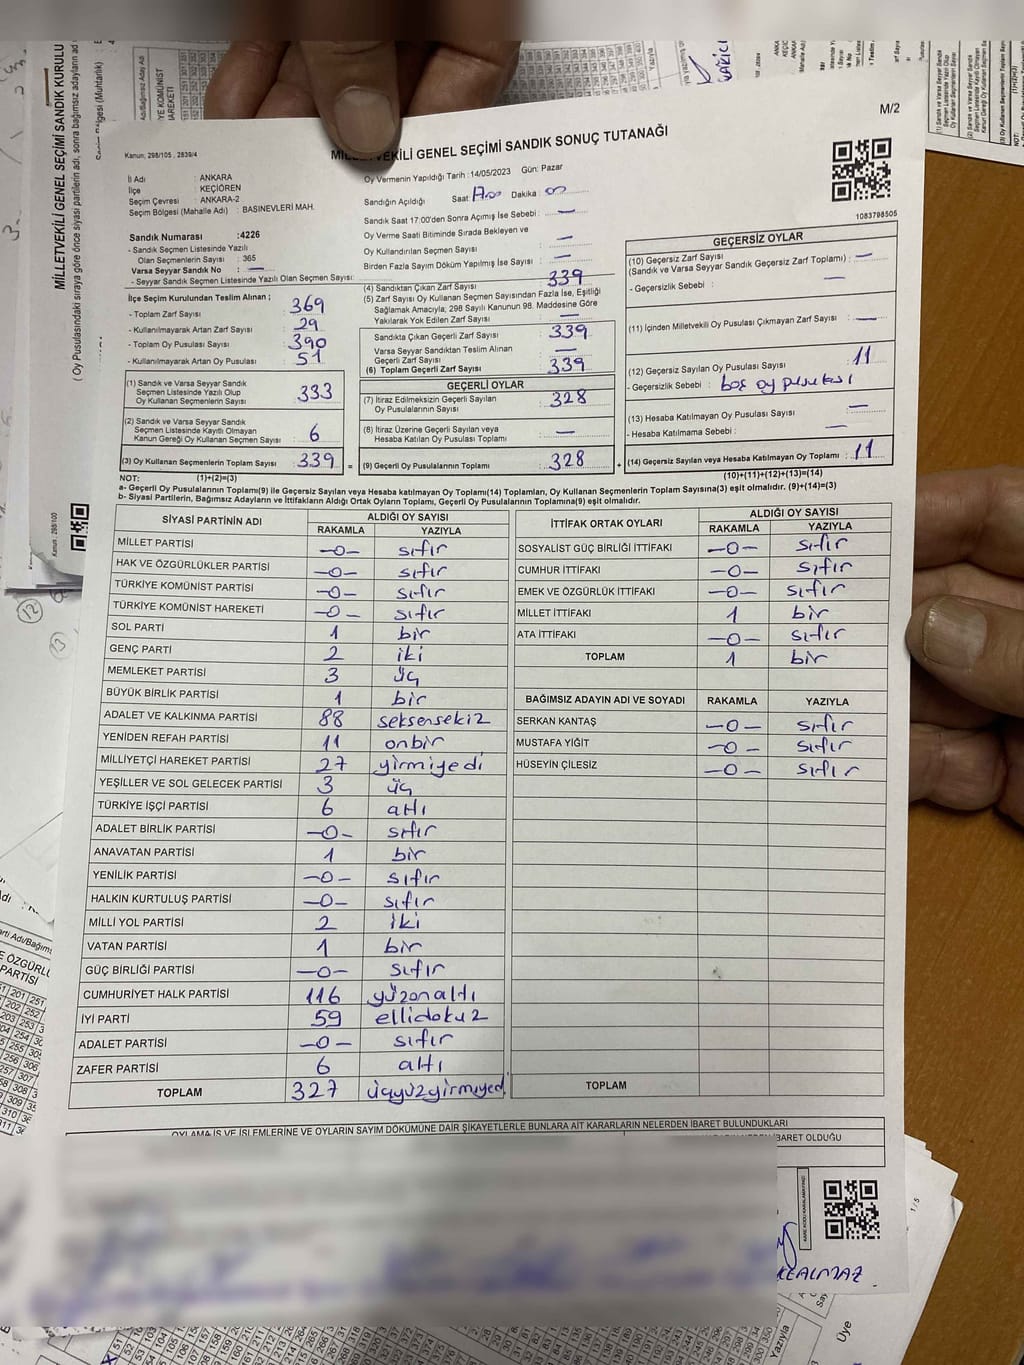 M/2
Kanun; 298/105 , 2839/4
MİLLETVEKİLİ GENEL SEÇİMİ SANDIK SONUÇ TUTANAĞI
İl Adı : ANKARA
İlçe : KEÇİÖREN
Seçim Çevresi : ANKARA-2
Seçim Bölgesi (Mahalle Adı) : BASINEVLERİ MAH.
Oy Vermenin Yapıldığı Tarih : 14/05/2023 Gün: Pazar
Sandığın Açıldığı Saat : 17.00 Dakika : 00
Sandık Saat 17:00'den Sonra Açımış İse Sebebi : —
Oy Verme Saati Bitiminde Sırada Bekleyen ve
Oy Kullandırılan Seçmen Sayısı : —
Birden Fazla Sayım Döküm Yapılmış İse Sayısı : —
1083798505
Sandık Numarası :4226
- Sandık Seçmen Listesinde Yazılı
Olan Seçmenlerin Sayısı : 365
Varsa Seyyar Sandık No : —
- Seyyar Sandık Seçmen Listesinde Yazılı Olan Seçmen Sayısı:
İlçe Seçim Kurulundan Teslim Alınan ;
- Toplam Zarf Sayısı : 369
- Kullanılmayarak Artan Zarf Sayısı : 29
- Toplam Oy Pusulası Sayısı : 390
- Kullanılmayarak Artan Oy Pusulası : 51
(1) Sandık ve Varsa Seyyar Sandık
Seçmen Listesinde Yazılı Olup
Oy Kullanan Seçmenlerin Sayısı : 333
(2) Sandık ve Varsa Seyyar Sandık
Seçmen Listesinde Kayıtlı Olmayan
Kanun Gereği Oy Kullanan Seçmen Sayısı : 6
(3) Oy Kullanan Seçmenlerin Toplam Sayısı : 339
(4) Sandıktan Çıkan Zarf Sayısı : 339
(5) Zarf Sayısı Oy Kullanan Seçmen Sayısından Fazla İse, Eşitliği
Sağlamak Amacıyla; 298 Sayılı Kanunun 98. Maddesine Göre
Yakılarak Yok Edilen Zarf Sayısı : —
Sandıkta Çıkan Geçerli Zarf Sayısı : 339
Varsa Seyyar Sandıktan Teslim Alınan
Geçerli Zarf Sayısı : —
(6) Toplam Geçerli Zarf Sayısı : 339
GEÇERLİ OYLAR
(7) İtiraz Edilmeksizin Geçerli Sayılan
Oy Pusulalarının Sayısı : 328
(8) İtiraz Üzerine Geçerli Sayılan veya
Hesaba Katılan Oy Pusulası Toplamı : —
= (9) Geçerli Oy Pusulalarının Toplamı : 328
GEÇERSİZ OYLAR
(10) Geçersiz Zarf Sayısı
(Sandık ve Varsa Seyyar Sandık Geçersiz Zarf Toplamı) : —
- Geçersizlik Sebebi : —
(11) İçinden Milletvekili Oy Pusulası Çıkmayan Zarf Sayısı : —
(12) Geçersiz Sayılan Oy Pusulası Sayısı : 11
- Geçersizlik Sebebi : boş oy pusulası
(13) Hesaba Katılmayan Oy Pusulası Sayısı : —
- Hesaba Katılmama Sebebi : —
+ (14) Geçersiz Sayılan veya Hesaba Katılmayan Oy Toplamı : 11
NOT: (1)+(2)=(3)
(10)+(11)+(12)+(13)=(14)
a- Geçerli Oy Pusulalarının Toplamı(9) ile Geçersiz Sayılan veya Hesaba katılmayan Oy Toplamı(14) Toplamları, Oy Kullanan Seçmenlerin Toplam Sayısına(3) eşit olmalıdır. (9)+(14)=(3)
b- Siyasi Partilerin, Bağımsız Adayların ve İttifakların Aldığı Ortak Oyların Toplamı, Geçerli Oy Pusulaların Toplamına(9) eşit olmalıdır.
SİYASİ PARTİNİN ADI ALDIĞI OY SAYISI
RAKAMLA YAZIYLA
MİLLET PARTİSİ —0— sıfır
HAK VE ÖZGÜRLÜKLER PARTİSİ —0— sıfır
TÜRKİYE KOMÜNİST PARTİSİ —0— sıfır
TÜRKİYE KOMÜNİST HAREKETİ —0— sıfır
SOL PARTİ 1 bir
GENÇ PARTİ 2 iki
MEMLEKET PARTİSİ 3 üç
BÜYÜK BİRLİK PARTİSİ 1 bir
ADALET VE KALKINMA PARTİSİ 88 seksensekiz
YENİDEN REFAH PARTİSİ 11 onbir
MİLLİYETÇİ HAREKET PARTİSİ 27 yirmiyedi
YEŞİLLER VE SOL GELECEK PARTİSİ 3 üç
TÜRKİYE İŞÇİ PARTİSİ 6 altı
ADALET BİRLİK PARTİSİ —0— sıfır
ANAVATAN PARTİSİ 1 bir
YENİLİK PARTİSİ —0— sıfır
HALKIN KURTULUŞ PARTİSİ —0— sıfır
MİLLİ YOL PARTİSİ 2 iki
VATAN PARTİSİ 1 bir
GÜÇ BİRLİĞİ PARTİSİ —0— sıfır
CUMHURİYET HALK PARTİSİ 116 yüzonaltı
İYİ PARTİ 59 ellidokuz
ADALET PARTİSİ —0— sıfır
ZAFER PARTİSİ 6 altı
TOPLAM 327 üçyüzyirmiyedi
İTTİFAK ORTAK OYLARI ALDIĞI OY SAYISI
RAKAMLA YAZIYLA
SOSYALİST GÜÇ BİRLİĞİ İTTİFAKI —0— sıfır
CUMHUR İTTİFAKI —0— sıfır
EMEK VE ÖZGÜRLÜK İTTİFAKI —0— sıfır
MİLLET İTTİFAKI 1 bir
ATA İTTİFAKI —0— sıfır
TOPLAM 1 bir
BAĞIMSIZ ADAYIN ADI VE SOYADI RAKAMLA YAZIYLA
SERKAN KANTAŞ —0— sıfır
MUSTAFA YİĞİT —0— sıfır
HÜSEYİN ÇİLESİZ —0— sıfır
TOPLAM
OYLAMA İŞ VE İŞLEMLERİNE VE OYLARIN SAYIM DÖKÜMÜNE DAİR ŞİKAYETLERLE BUNLARA AİT KARARLARIN NELERDEN İBARET BULUNDUKLARI
İBARET OLDUĞU
MİLLETVEKİLİ GENEL SEÇİMİ SANDIK KURULU
( Oy Pusulasındaki sıraya göre önce siyasi partilerin adı, sonra bağımsız adayların ad
Kanun : 298/100
Üye
Yazıyla